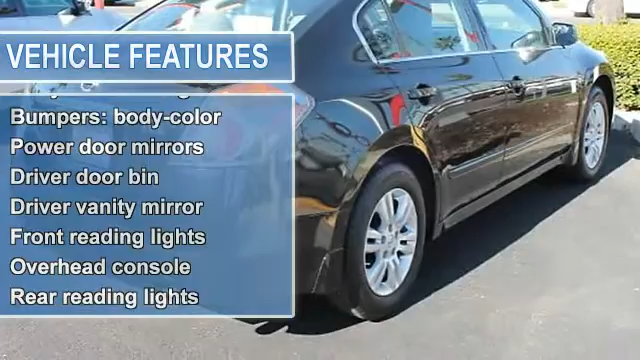 VEHICLE FEATURES
Bumpers: body-color
Power door mirrors
Driver door bin
Driver vanity mirror
Front reading lights
Overhead console
Rear reading lights